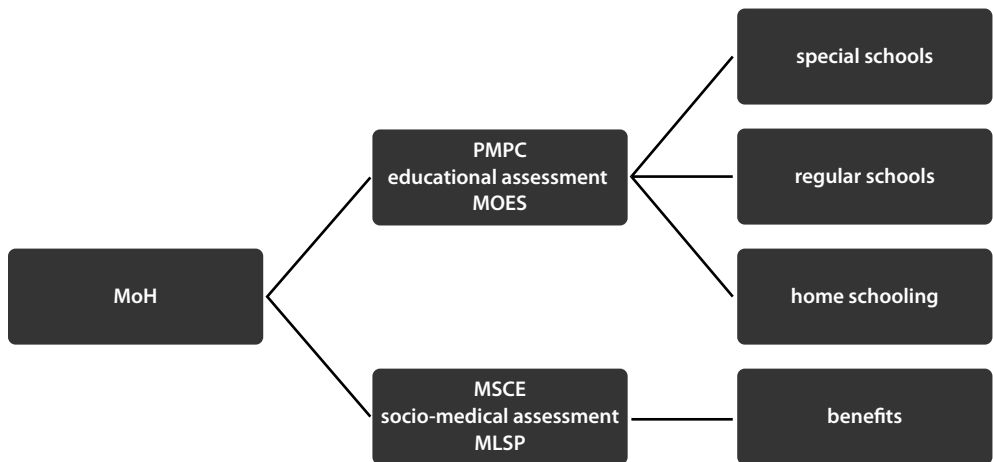 MoH
PMPC
educational assessment
MOES
MSCE
socio-medical assessment
MLSP
special schools
regular schools
home schooling
benefits